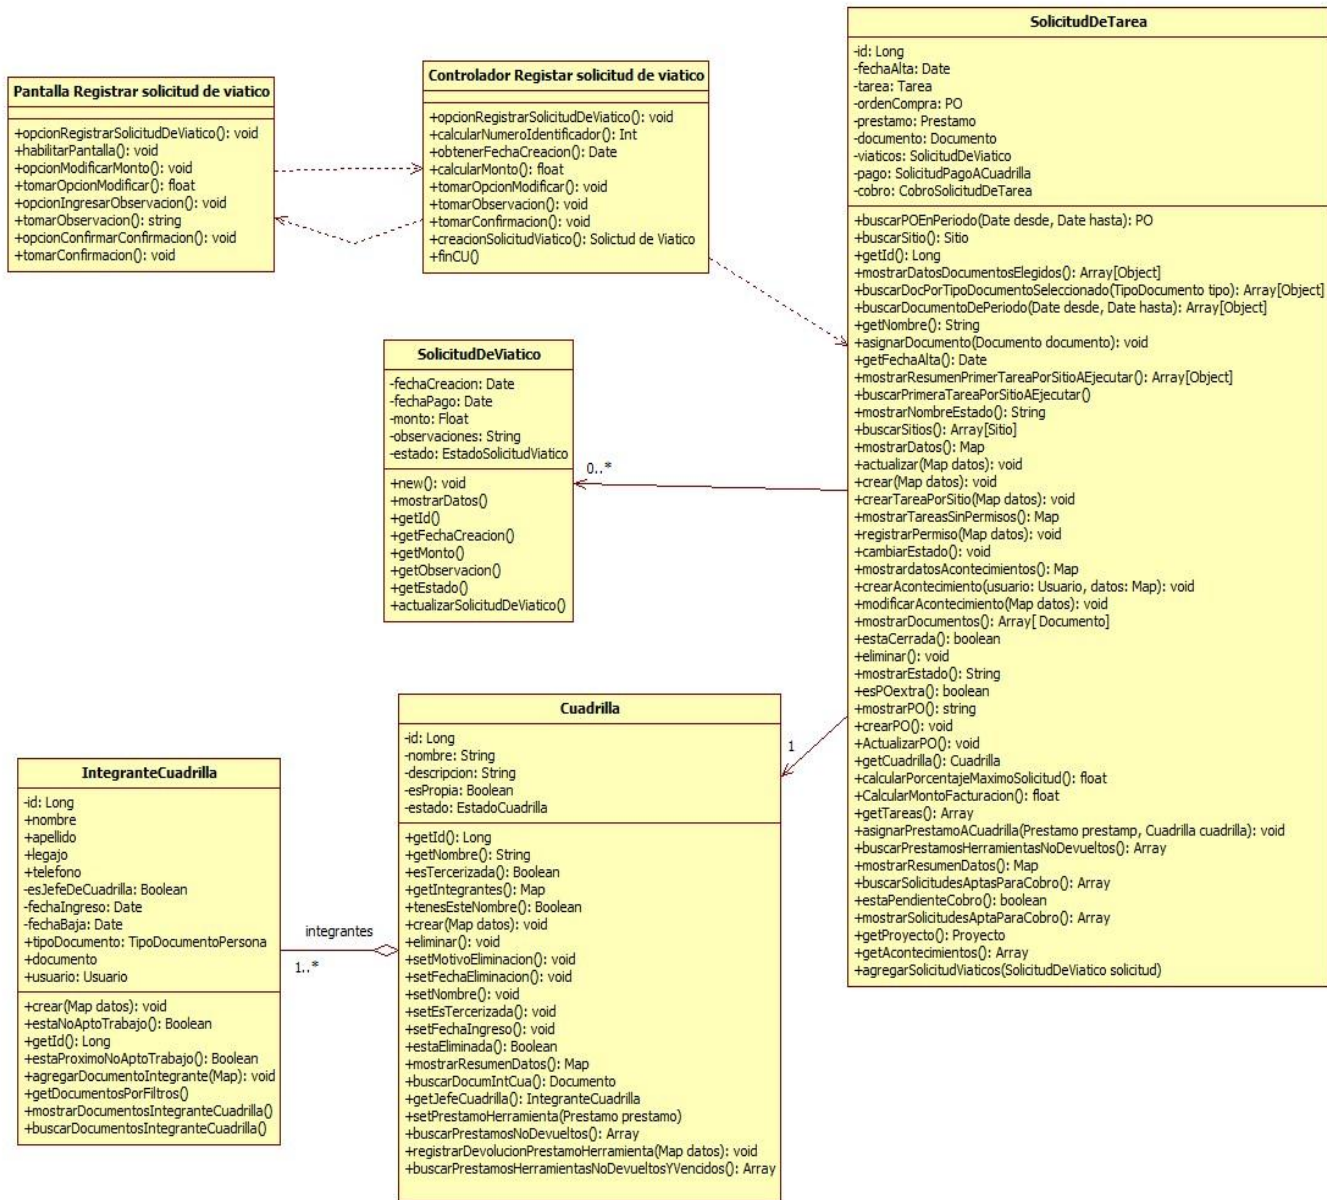 Pantalla Registrar solicitud de viatico
+opcionRegistrarSolicitudDeViatico(): void
+habilitarPantalla(): void
+opcionModificarMonto(): void
+tomarOpcionModificar(): float
+opcionIngresarObservacion(): void
+tomarObservacion(): string
+opcionConfirmarConfirmacion(): void
+tomarConfirmacion(): void
Controlador Registar solicitud de viatico
+opcionRegistrarSolicitudDeViatico(): void
+calcularNumeroIdentificador(): Int
+obtenerFechaCreacion(): Date
+calcularMonto(): float
+tomarOpcionModificar(): void
+tomarObservacion(): void
+tomarConfirmacion(): void
+creacionSolicitudViatico(): Solictud de Viatico
+finCU()
SolicitudDeTarea
-id: Long
-fechaAlta: Date
-tarea: Tarea
-ordenCompra: PO
-prestamo: Prestamo
-documento: Documento
-viaticos: SolicitudDeViatico
-pago: SolicitudPagoACuadrilla
-cobro: CobroSolicitudDeTarea
+buscarPOEnPeriodo(Date desde, Date hasta): PO
+buscarSitio(): Sitio
+getId(): Long
+mostrarDatosDocumentosElegidos(): Array[Object]
+buscarDocPorTipoDocumentoSeleccionado(TipoDocumento tipo): Array[Object]
+buscarDocumentoDePeriodo(Date desde, Date hasta): Array[Object]
+getNombre(): String
+asignarDocumento(Documento documento): void
+getFechaAlta(): Date
+mostrarResumenPrimerTareaPorSitioAEjecutar(): Array[Object]
+buscarPrimeraTareaPorSitioAEjecutar()
+mostrarNombreEstado(): String
+buscarSitios(): Array[Sitio]
+mostrarDatos(): Map
+actualizar(Map datos): void
+crear(Map datos): void
+crearTareaPorSitio(Map datos): void
+mostrarTareasSinPermisos(): Map
+registrarPermiso(Map datos): void
+cambiarEstado(): void
+mostrardatosAcontecimientos(): Map
+crearAcontecimiento(usuario: Usuario, datos: Map): void
+modificarAcontecimiento(Map datos): void
+mostrarDocumentos(): Array[ Documento]
+estaCerrada(): boolean
+eliminar(): void
+mostrarEstado(): String
+esPOextra(): boolean
+mostrarPO(): string
+crearPO(): void
+ActualizarPO(): void
+getCuadrilla(): Cuadrilla
+calcularPorcentajeMaximoSolicitud(): float
+CalcularMontoFacturacion(): float
+getTareas(): Array
+asignarPrestamoACuadrilla(Prestamo prestamp, Cuadrilla cuadrilla): void
+buscarPrestamosHerramientasNoDevueltos(): Array
+mostrarResumenDatos(): Map
+buscarSolicitudesAptasParaCobro(): Array
+estaPendienteCobro(): boolean
+mostrarSolicitudesAptaParaCobro(): Array
+getProyecto(): Proyecto
+getAcontecimientos(): Array
+agregarSolicitudViaticos(SolicitudDeViatico solicitud)
SolicitudDeViatico
-fechaCreacion: Date
-fechaPago: Date
-monto: Float
-observaciones: String
-estado: EstadoSolicitudViatico
+new(): void
+mostrarDatos()
+getId()
+getFechaCreacion()
+getMonto()
+getObservacion()
+getEstado()
+actualizarSolicitudDeViatico()
0..*
1
Cuadrilla
-id: Long
-nombre: String
-descripcion: String
-esPropia: Boolean
-estado: EstadoCuadrilla
+getId(): Long
+getNombre(): String
+esTercerizada(): Boolean
+getIntegrantes(): Map
+tenesEsteNombre(): Boolean
+crear(Map datos): void
+eliminar(): void
+setMotivoEliminacion(): void
+setFechaEliminacion(): void
+setNombre(): void
+setEsTercerizada(): void
+setFechaIngreso(): void
+estaEliminada(): Boolean
+mostrarResumenDatos(): Map
+buscarDocumIntCua(): Documento
+getJefeCuadrilla(): IntegranteCuadrilla
+setPrestamoHerramienta(Prestamo prestamo)
+buscarPrestamosNoDevueltos(): Array
+registrarDevolucionPrestamoHerramienta(Map datos): void
+buscarPrestamosHerramientasNoDevueltosYVencidos(): Array
integrantes
1..*
IntegranteCuadrilla
-id: Long
+nombre
+apellido
+legajo
+telefono
-esJefeDeCuadrilla: Boolean
-fechaIngreso: Date
-fechaBaja: Date
+tipoDocumento: TipoDocumentoPersona
+documento
+usuario: Usuario
+crear(Map datos): void
+estaNoAptoTrabajo(): Boolean
+getId(): Long
+estaProximoNoAptoTrabajo(): Boolean
+agregarDocumentoIntegrante(Map): void
+getDocumentosPorFiltros()
+mostrarDocumentosIntegranteCuadrilla()
+buscarDocumentosIntegranteCuadrilla()